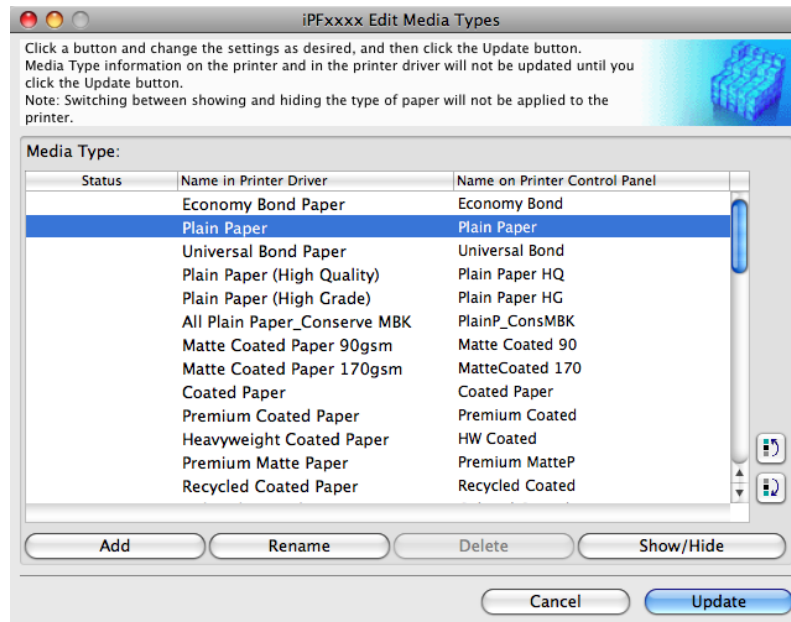 iPFxxxx Edit Media Types
Click a button and change the settings as desired, and then click the Update button.
Media Type information on the printer and in the printer driver will not be updated until you
click the Update button.
Note: Switching between showing and hiding the type of paper will not be applied to the
printer.
Media Type:
Status Name in Printer Driver Name on Printer Control Panel
Economy Bond Paper Economy Bond
Plain Paper Plain Paper
Universal Bond Paper Universal Bond
Plain Paper (High Quality) Plain Paper HQ
Plain Paper (High Grade) Plain Paper HG
All Plain Paper_Conserve MBK PlainP_ConsMBK
Matte Coated Paper 90gsm Matte Coated 90
Matte Coated Paper 170gsm MatteCoated 170
Coated Paper Coated Paper
Premium Coated Paper Premium Coated
Heavyweight Coated Paper HW Coated
Premium Matte Paper Premium MatteP
Recycled Coated Paper Recycled Coated
Add Rename Delete Show/Hide
Cancel Update